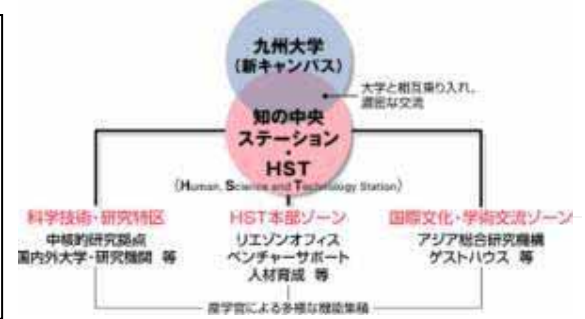 九州大学
(新キャンパス)
大学と相互乗り入れ、
濃密な交流
知の中央
ステーション
・
HST
(Human, Science and Technology Station)
科学技術・研究特区
中核的研究拠点
国内外大学・研究機関 等
HST本部ゾーン
リエゾンオフィス
ベンチャーサポート
人材育成 等
国際文化・学術交流ゾーン
アジア総合研究機構
ゲストハウス 等
産学官による多様な機能集積